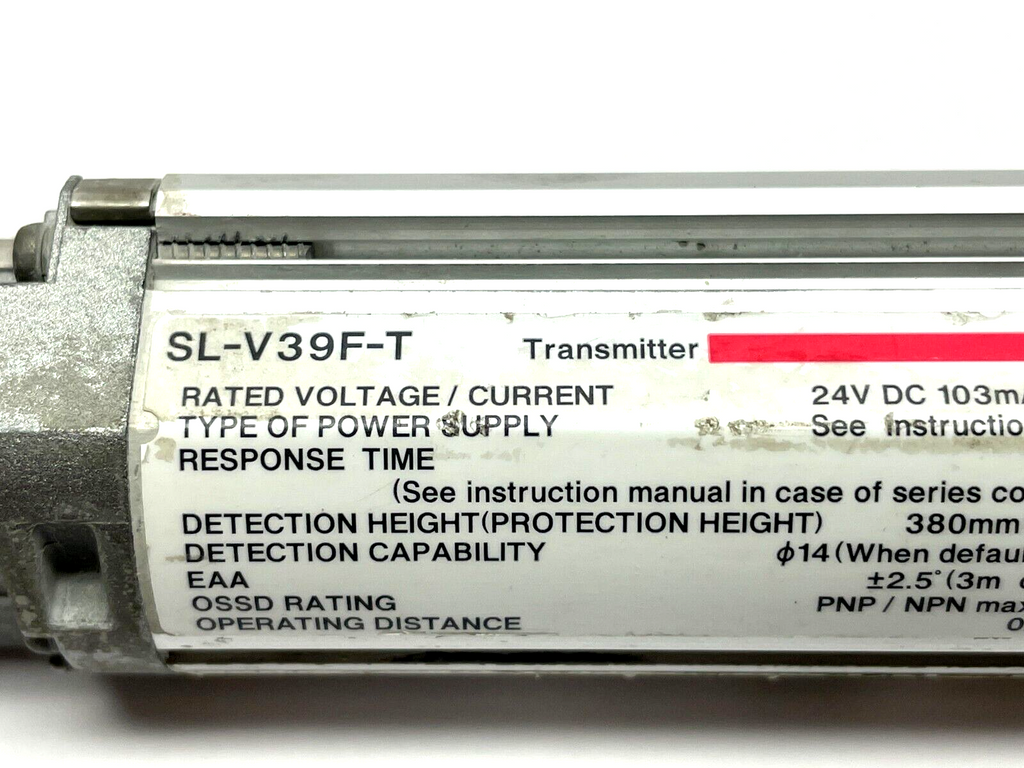 SL-V39F-T Transmitter
RATED VOLTAGE / CURRENT 24V DC 103m
TYPE OF POWER SUPPLY See Instructio
RESPONSE TIME
(See instruction manual in case of series co
DETECTION HEIGHT(PROTECTION HEIGHT) 380mm
DETECTION CAPABILITY ϕ14(When defau
EAA ±2.5°(3m
OSSD RATING PNP / NPN max
OPERATING DISTANCE 0